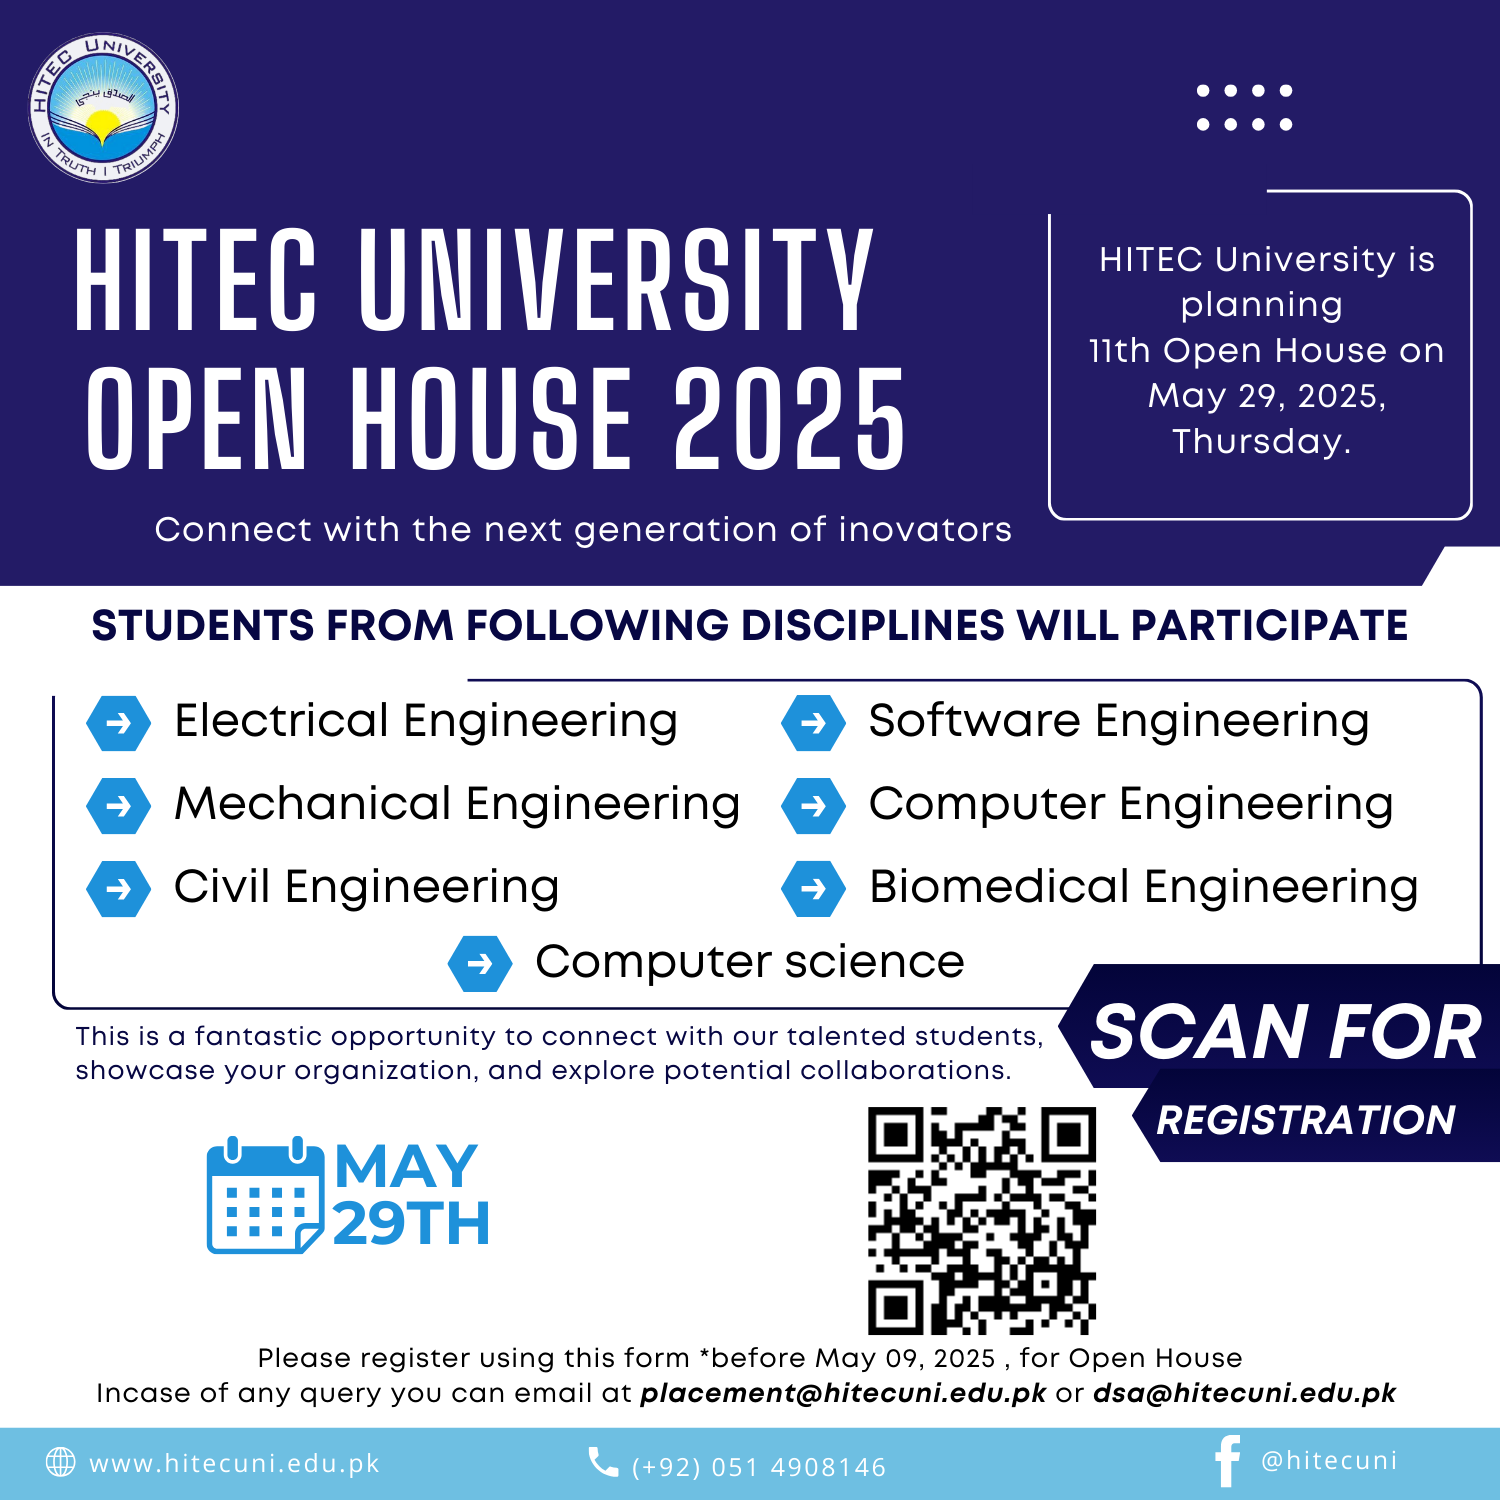 HITEC UNIVERSITY
الصدق ینجی
IN TRUTH I TRIUMPH
HITEC UNIVERSITY
OPEN HOUSE 2025
Connect with the next generation of inovators
HITEC University is
planning
11th Open House on
May 29, 2025,
Thursday.
STUDENTS FROM FOLLOWING DISCIPLINES WILL PARTICIPATE
Electrical Engineering
Software Engineering
Mechanical Engineering
Computer Engineering
Civil Engineering
Biomedical Engineering
Computer science
This is a fantastic opportunity to connect with our talented students,
showcase your organization, and explore potential collaborations.
SCAN FOR
REGISTRATION
MAY
29TH
Please register using this form *before May 09, 2025 , for Open House
Incase of any query you can email at placement@hitecuni.edu.pk or dsa@hitecuni.edu.pk
www.hitecuni.edu.pk
(+92) 051 4908146
@hitecuni